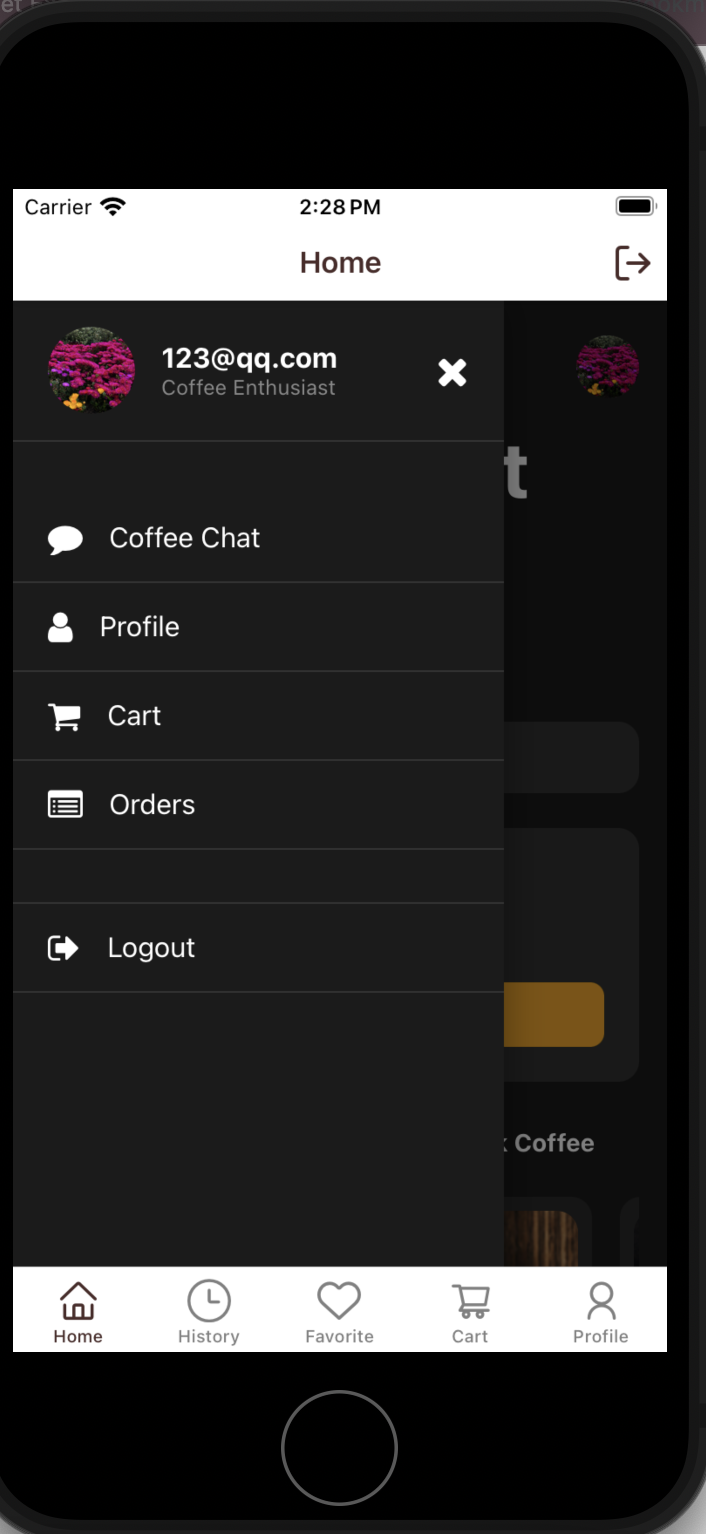 Carrier 2:28 PM
Home
123@qq.com
Coffee Enthusiast
t
Coffee Chat
Profile
Cart
Orders
Logout
Coffee
Home History Favorite Cart Profile